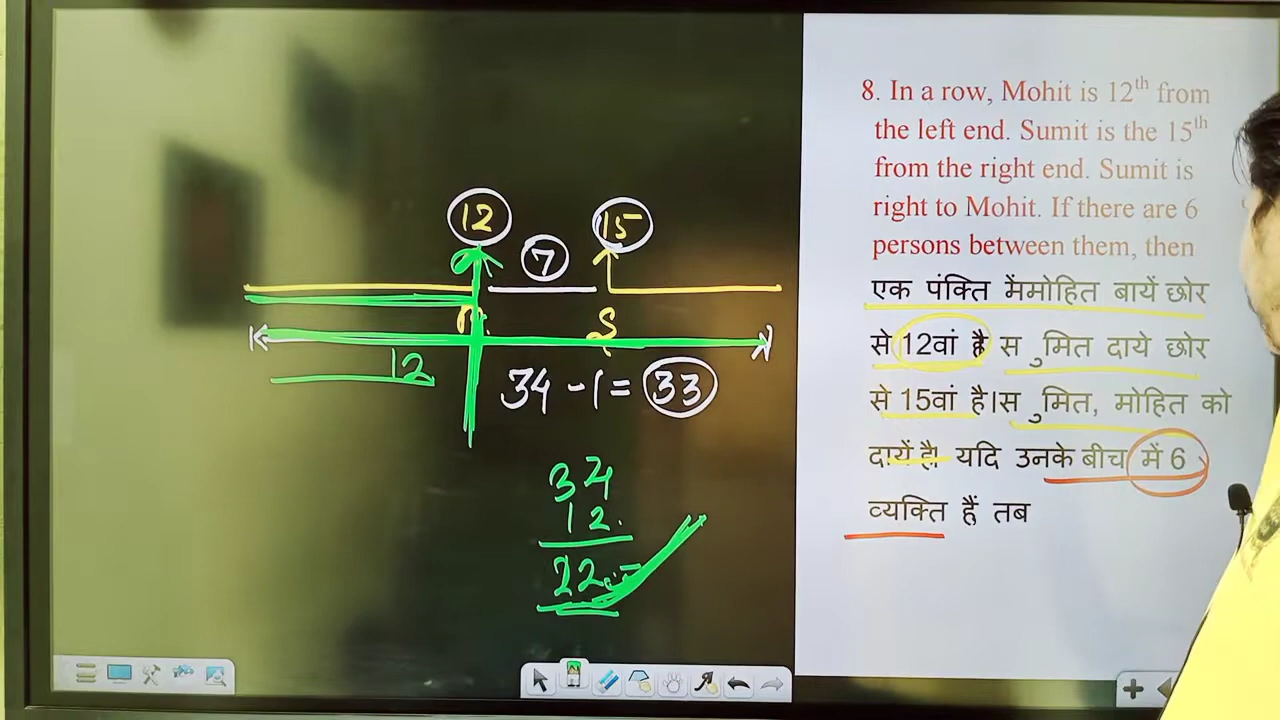 12 15
7
S
12
34 - 1 = 33
34
12
22
8. In a row, Mohit is 12th from
the left end. Sumit is the 15th
from the right end. Sumit is
right to Mohit. If there are 6
persons between them, then
एक पंक्ति मेंमोहित बायें छोर
से 12वां है स ुमित दाये छोर
से 15वां है।स ुमित, मोहित को
दायें है। यदि उनके बीच में 6
व्यक्ति हैं, तब